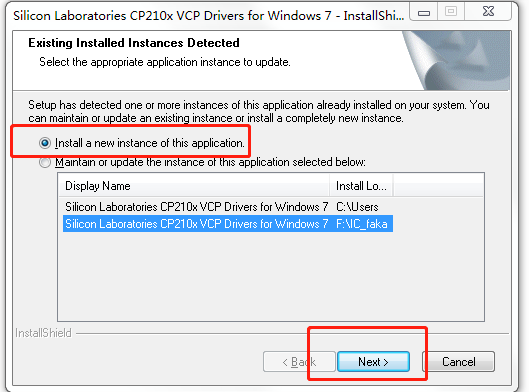 Silicon Laboratories CP210x VCP Drivers for Windows 7 - InstallShi...
Existing Installed Instances Detected
Select the appropriate application instance to update.
Setup has detected one or more instances of this application already installed on your system. You
can maintain or update an existing instance or install a completely new instance.
Install a new instance of this application.
Maintain or update the instance of this application selected below:
Display Name Install Lo...
Silicon Laboratories CP210x VCP Drivers for Windows 7 C:\Users
Silicon Laboratories CP210x VCP Drivers for Windows 7 F:\IC_faka
InstallShield
< Back Next > Cancel